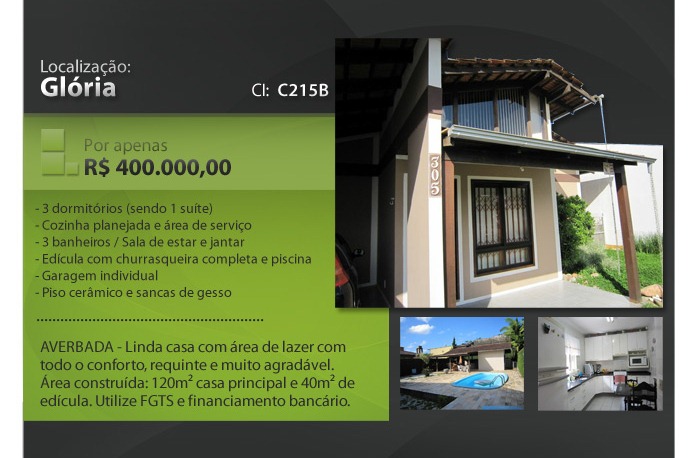 Localização:
Glória
CI: C215B
Por apenas
R$ 400.000,00
- 3 dormitórios (sendo 1 suíte)
- Cozinha planejada e área de serviço
- 3 banheiros / Sala de estar e jantar
- Edícula com churrasqueira completa e piscina
- Garagem individual
- Piso cerâmico e sancas de gesso
AVERBADA - Linda casa com área de lazer com
todo o conforto, requinte e muito agradável.
Área construída: 120m² casa principal e 40m² de
edícula. Utilize FGTS e financiamento bancário.
305